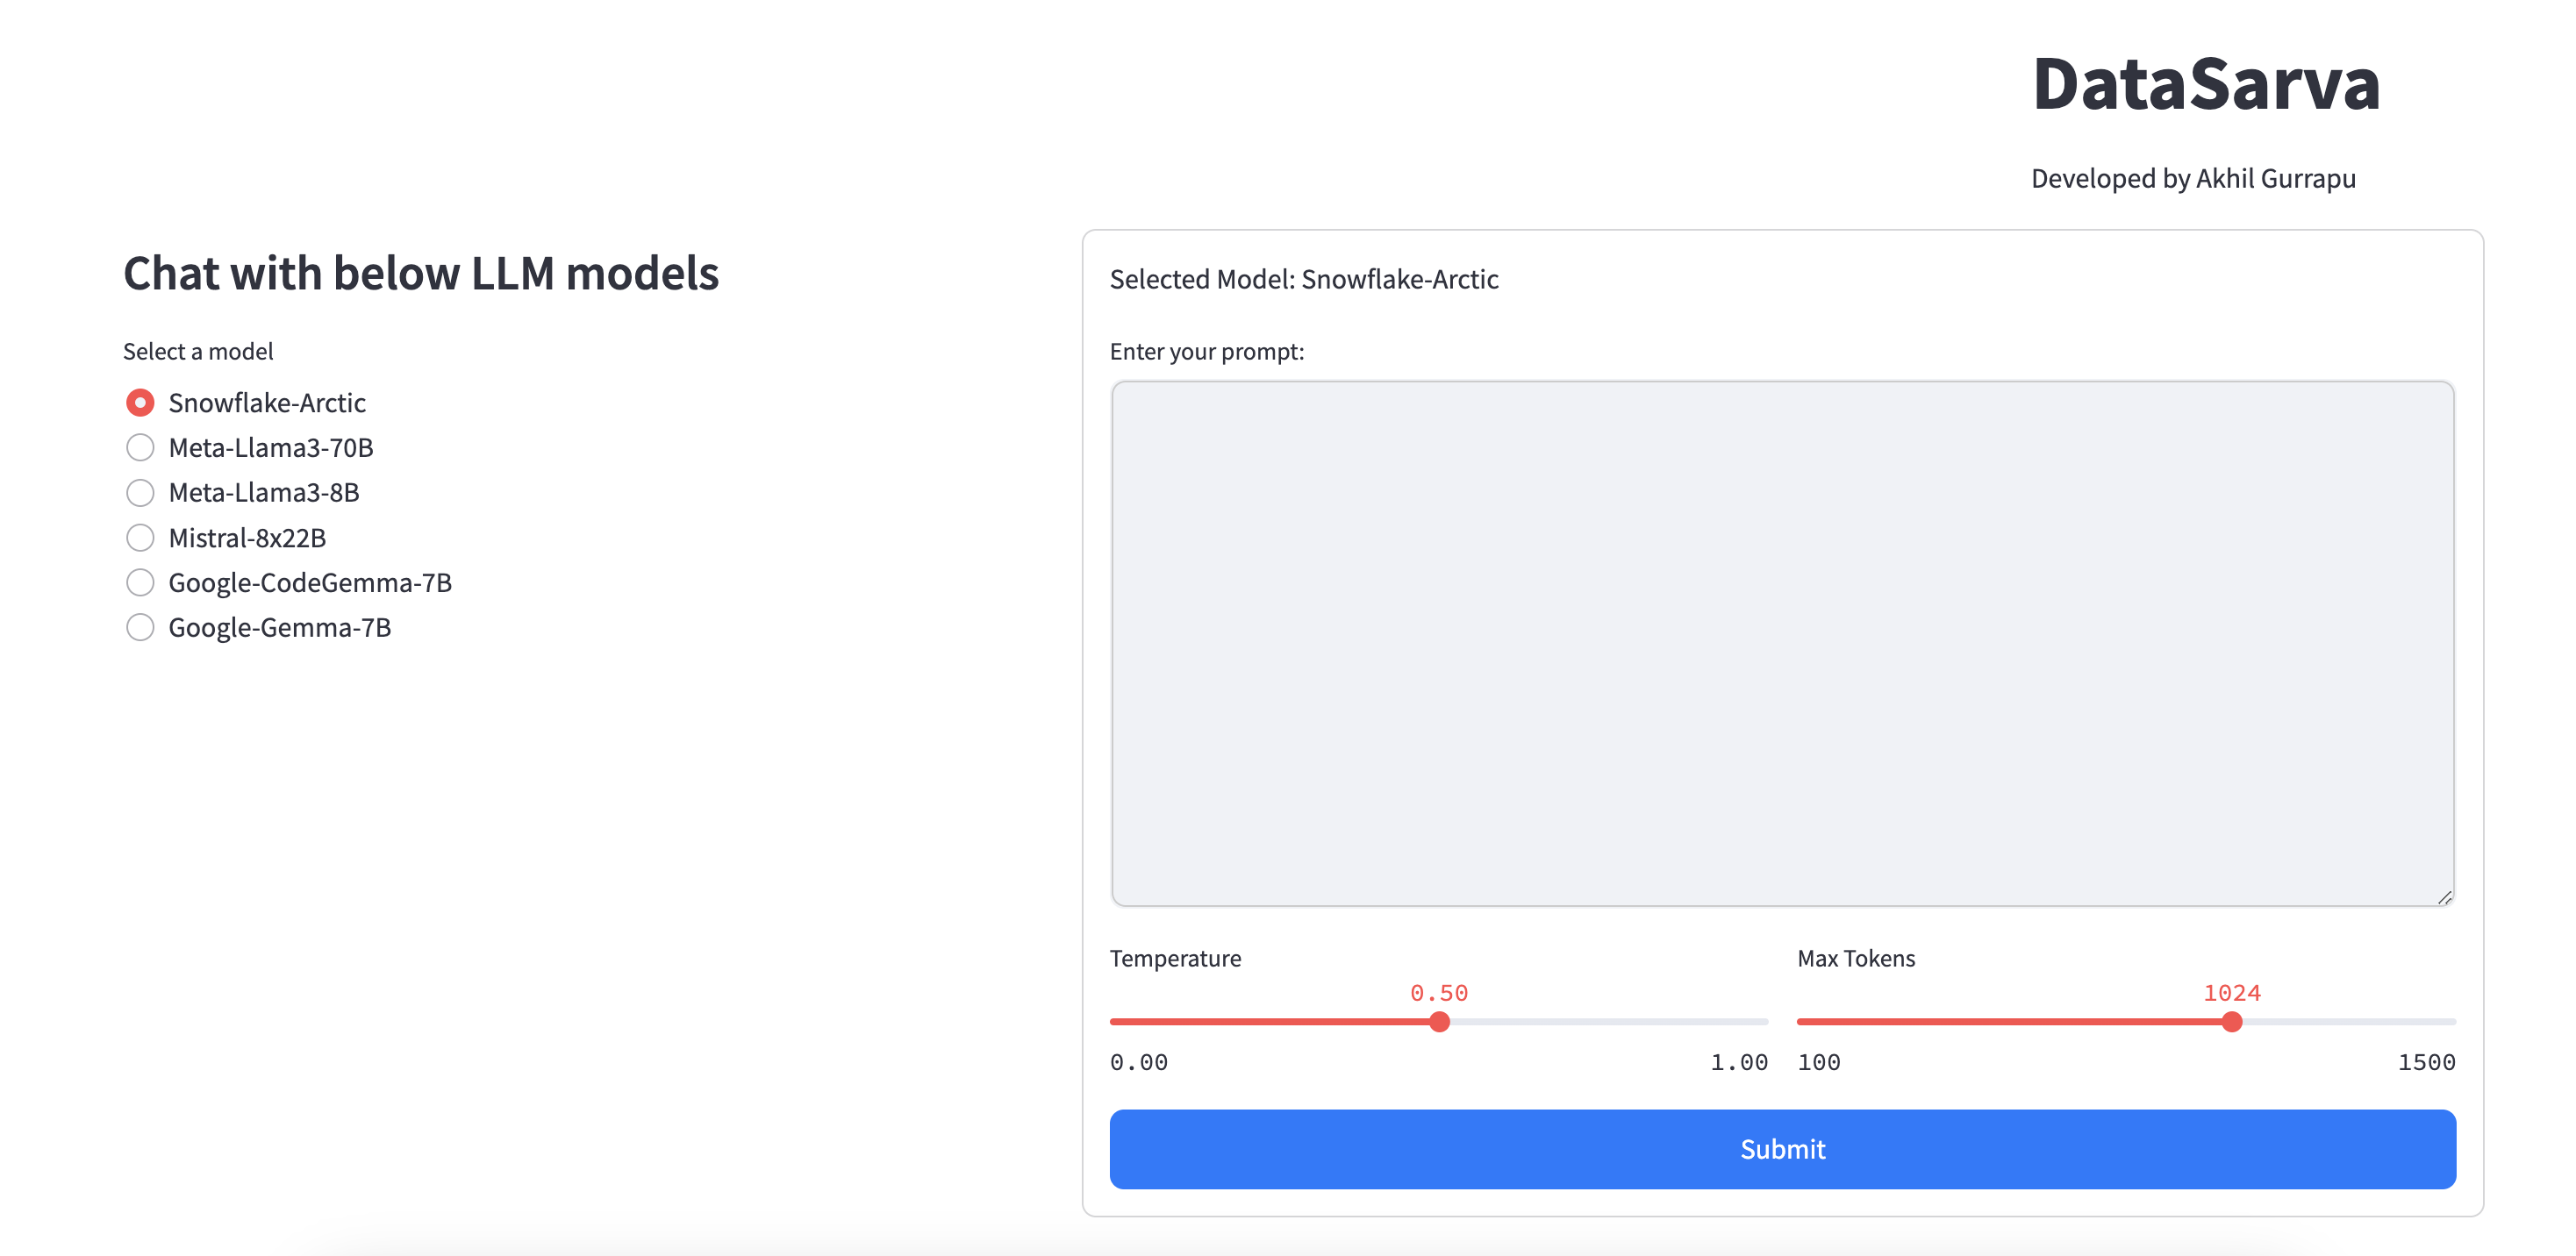 DataSarva
Developed by Akhil Gurrapu
Chat with below LLM models
Select a model
Snowflake-Arctic
Meta-Llama3-70B
Meta-Llama3-8B
Mistral-8x22B
Google-CodeGemma-7B
Google-Gemma-7B
Selected Model: Snowflake-Arctic
Enter your prompt:
Temperature
0.50
0.00 1.00
Max Tokens
1024
100 1500
Submit